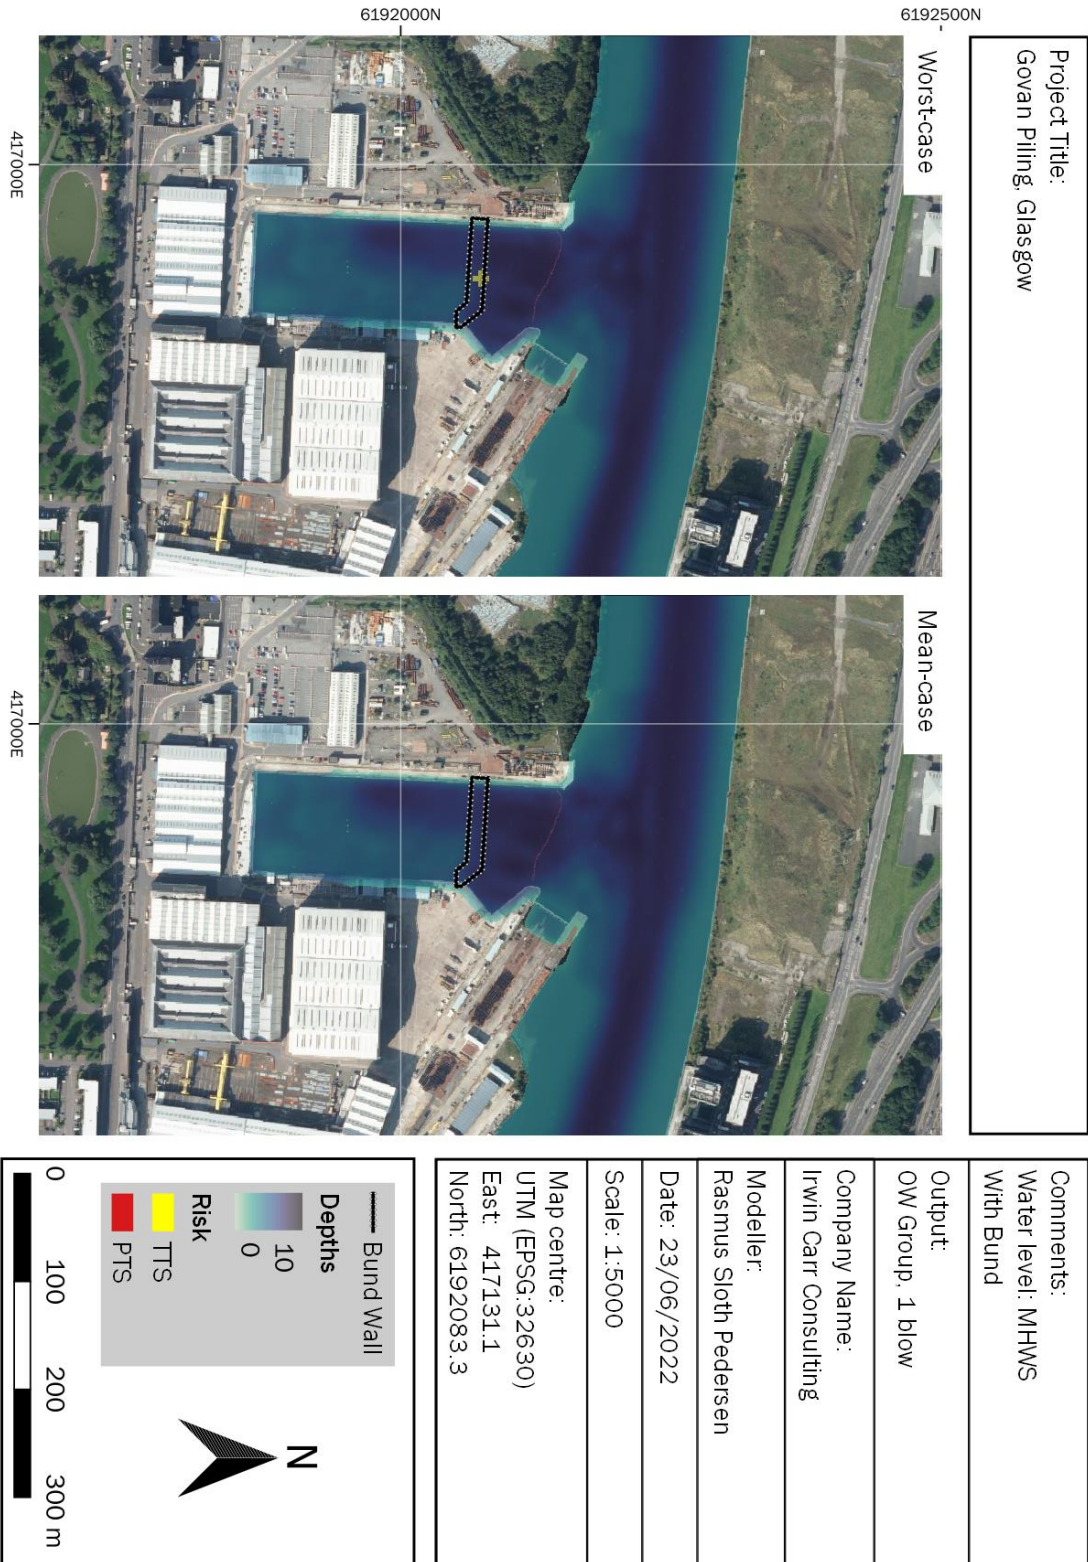 Project Title:
Govan Piling, Glasgow
Worst-case
Mean-case
6192500N
6192000N
417000E
417000E
Comments:
Water level: MHWS
With Bund
Output:
OW Group, 1 blow
Company Name:
Irwin Carr Consulting
Modeller:
Rasmus Sloth Pedersen
Date: 23/06/2022
Scale: 1:5000
Map centre:
UTM (EPSG:32630)
East: 417131.1
North: 6192083.3
Bund Wall
Depths
10
0
Risk
TTS
PTS
N
0 100 200 300 m